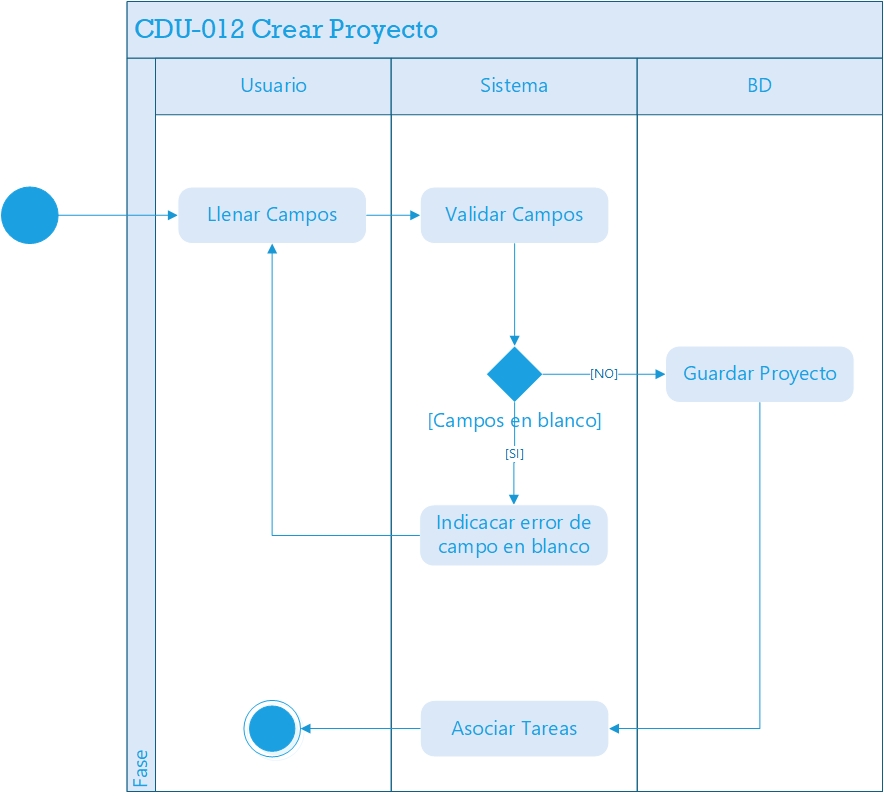 CDU-012 Crear Proyecto
Usuario
Sistema
BD
Llenar Campos
Validar Campos
[NO]
Guardar Proyecto
[Campos en blanco]
[SI]
Indicacar error de
campo en blanco
Asociar Tareas
Fase